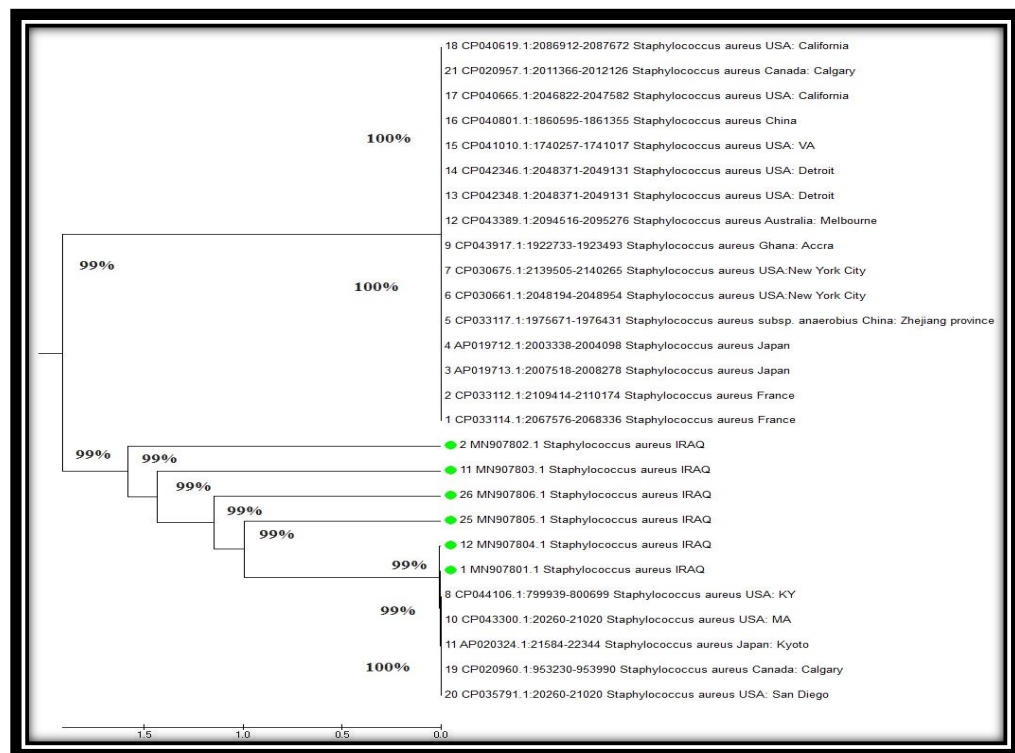 18 CP040619.1:2086912-2087672 Staphylococcus aureus USA: California
21 CP020957.1:2011366-2012126 Staphylococcus aureus Canada: Calgary
17 CP040665.1:2046822-2047582 Staphylococcus aureus USA: California
16 CP040801.1:1860595-1861355 Staphylococcus aureus China
100%
15 CP041010.1:1740257-1741017 Staphylococcus aureus USA: VA
14 CP042346.1:2048371-2049131 Staphylococcus aureus USA: Detroit
13 CP042348.1:2048371-2049131 Staphylococcus aureus USA: Detroit
12 CP043389.1:2094516-2095276 Staphylococcus aureus Australia: Melbourne
9 CP043917.1:1922733-1923493 Staphylococcus aureus Ghana: Accra
99%
7 CP030675.1:2139505-2140265 Staphylococcus aureus USA:New York City
100%
6 CP030661.1:2048194-2048954 Staphylococcus aureus USA:New York City
5 CP033117.1:1975671-1976431 Staphylococcus aureus subsp. anaerobius China: Zhejiang province
4 AP019712.1:2003338-2004098 Staphylococcus aureus Japan
3 AP019713.1:2007518-2008278 Staphylococcus aureus Japan
2 CP033112.1:2109414-2110174 Staphylococcus aureus France
1 CP033114.1:2067576-2068336 Staphylococcus aureus France
2 MN907802.1 Staphylococcus aureus IRAQ
99%
99%
11 MN907803.1 Staphylococcus aureus IRAQ
99%
26 MN907806.1 Staphylococcus aureus IRAQ
99%
25 MN907805.1 Staphylococcus aureus IRAQ
99%
12 MN907804.1 Staphylococcus aureus IRAQ
99%
1 MN907801.1 Staphylococcus aureus IRAQ
8 CP044106.1:799939-800699 Staphylococcus aureus USA: KY
99%
10 CP043300.1:20260-21020 Staphylococcus aureus USA: MA
11 AP020324.1:21584-22344 Staphylococcus aureus Japan: Kyoto
100%
19 CP020960.1:953230-953990 Staphylococcus aureus Canada: Calgary
20 CP035791.1:20260-21020 Staphylococcus aureus USA: San Diego
1.5 1.0 0.5 0.0